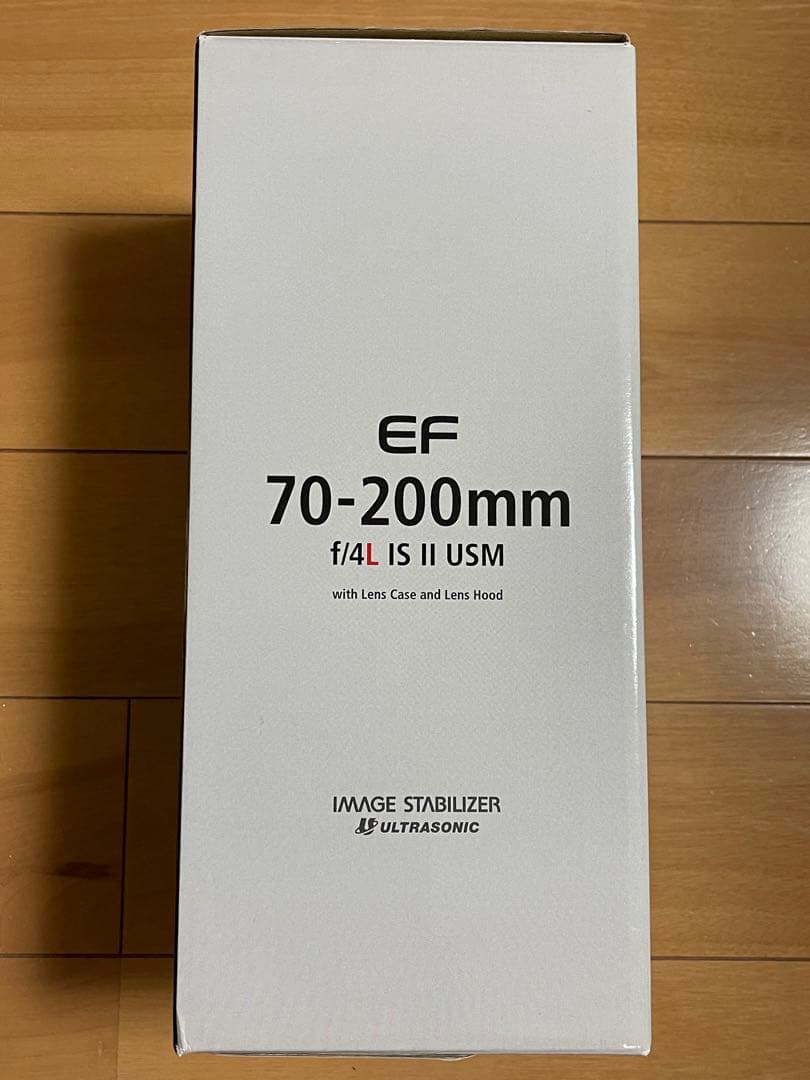 EF
70-200mm
f/4L IS II USM
with Lens Case and Lens Hood
IMAGE STABILIZER
ULTRASONIC